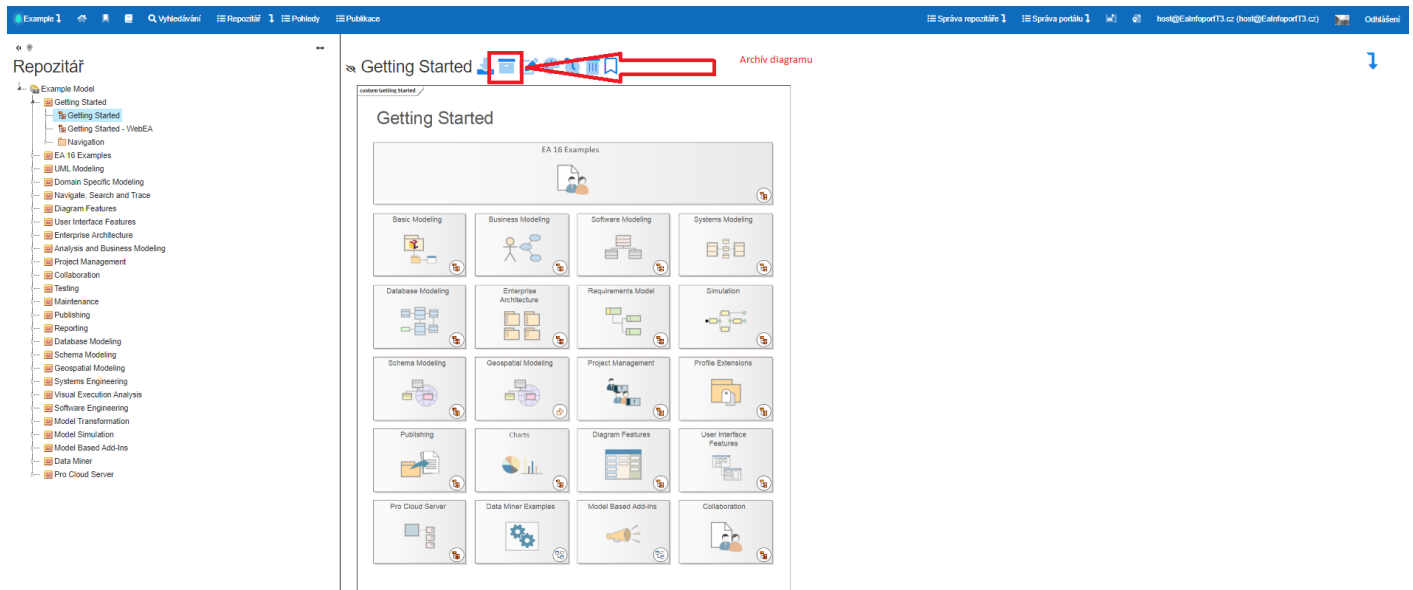 Example
Vyhledávání
Repozitář
Pohledy
Publikace
Správa repozitáře
Správa portálu
host@EaInfoportT3.cz (host@EaInfoportT3.cz)
Odhlášení
Repozitář
Example Model
Getting Started
Getting Started
Getting Started - WebEA
Navigation
EA 16 Examples
UML Modeling
Domain Specific Modeling
Navigate, Search and Trace
Diagram Features
User Interface Features
Enterprise Architecture
Analysis and Business Modeling
Project Management
Collaboration
Testing
Maintenance
Publishing
Reporting
Database Modeling
Schema Modeling
Geospatial Modeling
Systems Engineering
Visual Execution Analysis
Software Engineering
Model Transformation
Model Simulation
Model Based Add-Ins
Data Miner
Pro Cloud Server
Getting Started
Archív diagramu
custom Getting Started
Getting Started
EA 16 Examples
Basic Modeling
Business Modeling
Software Modeling
Systems Modeling
Database Modeling
Enterprise
Architecture
Requirements Model
Simulation
Schema Modeling
Geospatial Modeling
Project Management
Profile Extensions
Publishing
Charts
Diagram Features
User Interface
Features
Pro Cloud Server
Data Miner Examples
Model Based Add-Ins
Collaboration